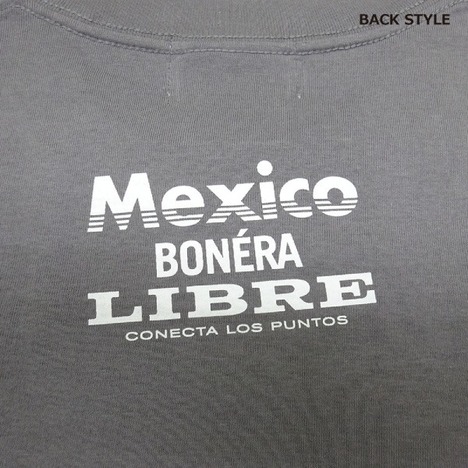 BACK STYLE
Mexico
BONÉRA
LIBRE
CONECTA LOS PUNTOS